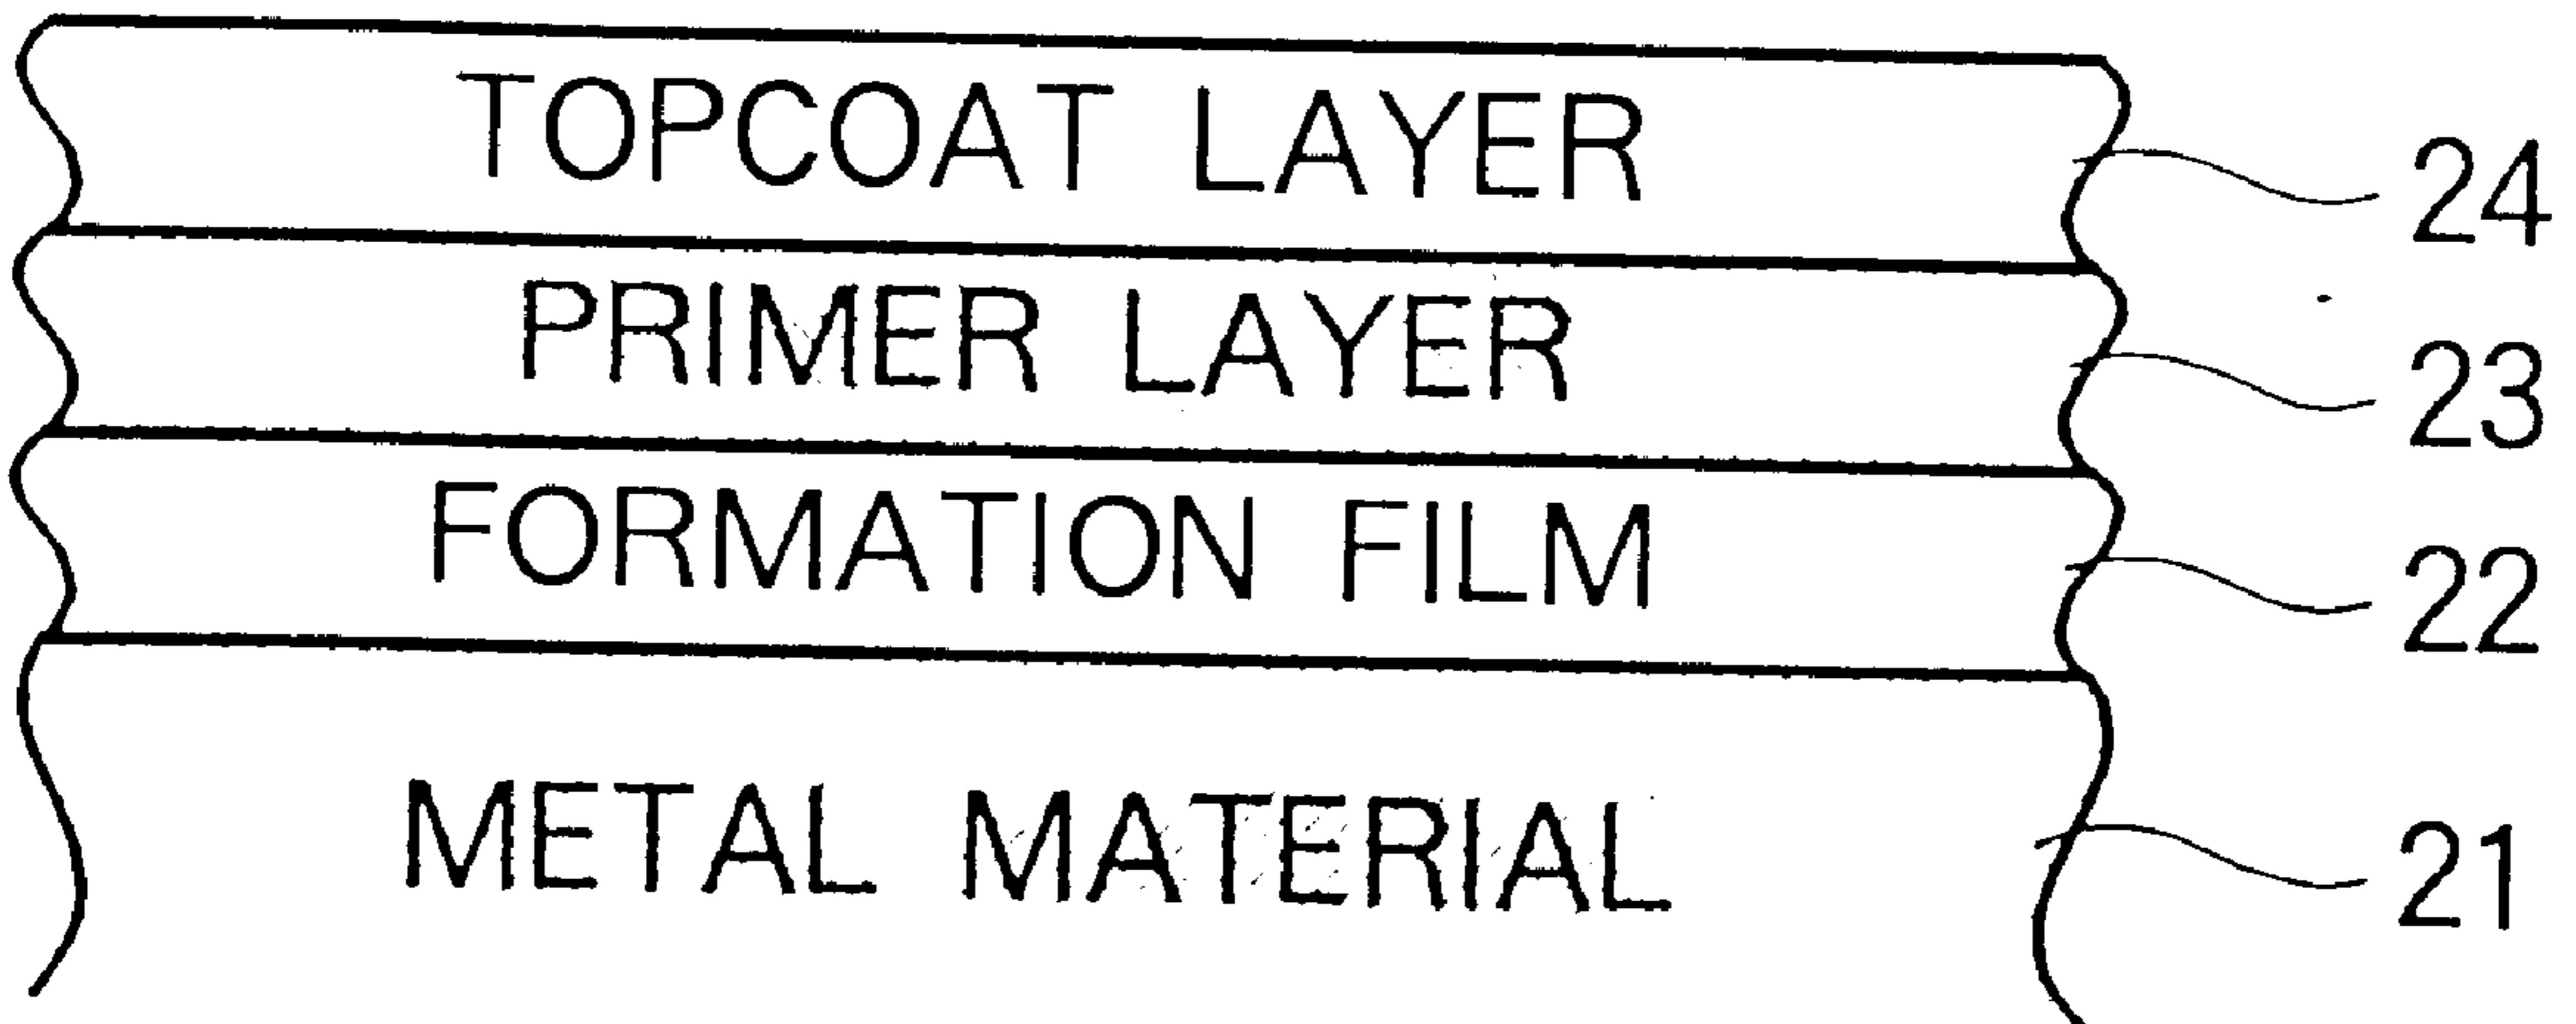 TOPCOAT LAYER 24
PRIMER LAYER 23
FORMATION FILM 22
METAL MATERIAL 21